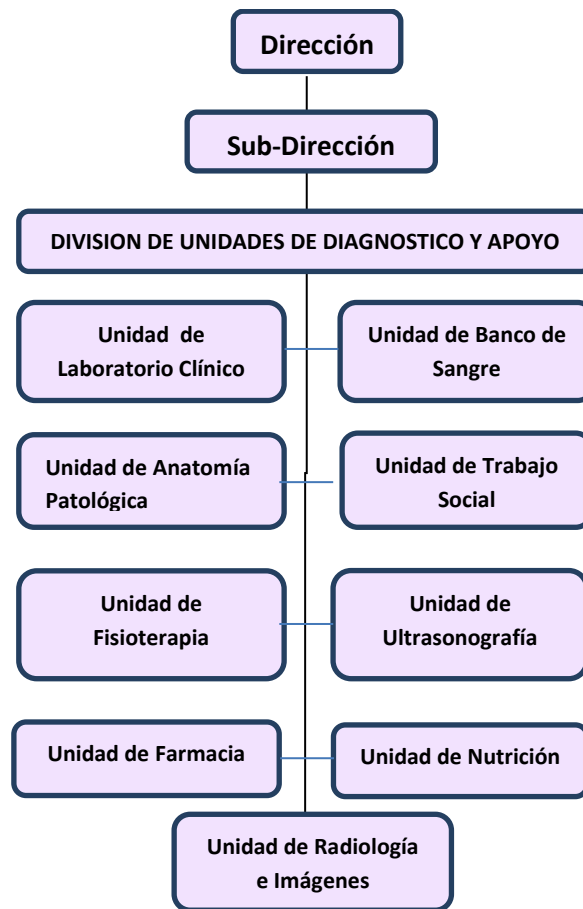 Dirección
Sub-Dirección
DIVISION DE UNIDADES DE DIAGNOSTICO Y APOYO
Unidad de
Laboratorio Clínico
Unidad de Banco de
Sangre
Unidad de Anatomía
Patológica
Unidad de Trabajo
Social
Unidad de
Fisioterapia
Unidad de
Ultrasonografía
Unidad de Farmacia
Unidad de Nutrición
Unidad de Radiología
e Imágenes